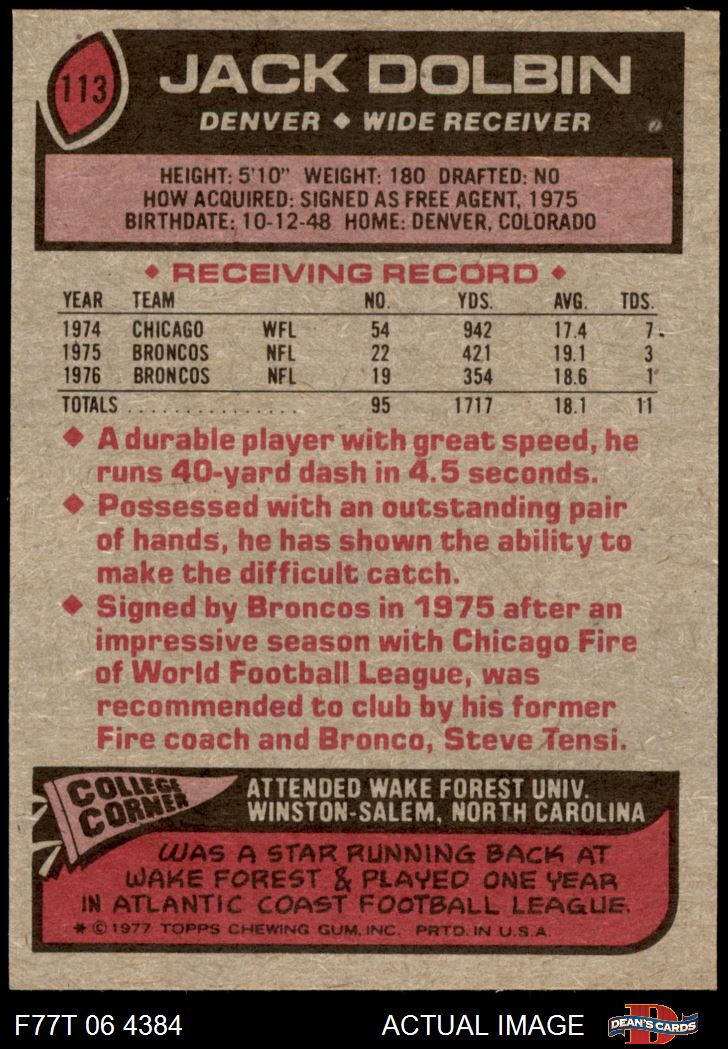 113
JACK DOLBIN
DENVER ◆ WIDE RECEIVER
HEIGHT: 5'10" WEIGHT: 180 DRAFTED: NO
HOW ACQUIRED: SIGNED AS FREE AGENT, 1975
BIRTHDATE: 10-12-48 HOME: DENVER, COLORADO
◆ RECEIVING RECORD ◆
YEAR TEAM NO. YDS. AVG. TDS.
1974 CHICAGO WFL 54 942 17.4 7
1975 BRONCOS NFL 22 421 19.1 3
1976 BRONCOS NFL 19 354 18.6 1
TOTALS ................ 95 1717 18.1 11
◆ A durable player with great speed, he
runs 40-yard dash in 4.5 seconds.
◆ Possessed with an outstanding pair
of hands, he has shown the ability to
make the difficult catch.
◆ Signed by Broncos in 1975 after an
impressive season with Chicago Fire
of World Football League, was
recommended to club by his former
Fire coach and Bronco, Steve Tensi.
COLLEGE
CORNER
ATTENDED WAKE FOREST UNIV.
WINSTON-SALEM, NORTH CAROLINA
WAS A STAR RUNNING BACK AT
WAKE FOREST & PLAYED ONE YEAR
IN ATLANTIC COAST FOOTBALL LEAGUE.
* © 1977 TOPPS CHEWING GUM, INC. PRTD. IN U.S.A.
F77T 06 4384 ACTUAL IMAGE
D
DEAN'S CARDS